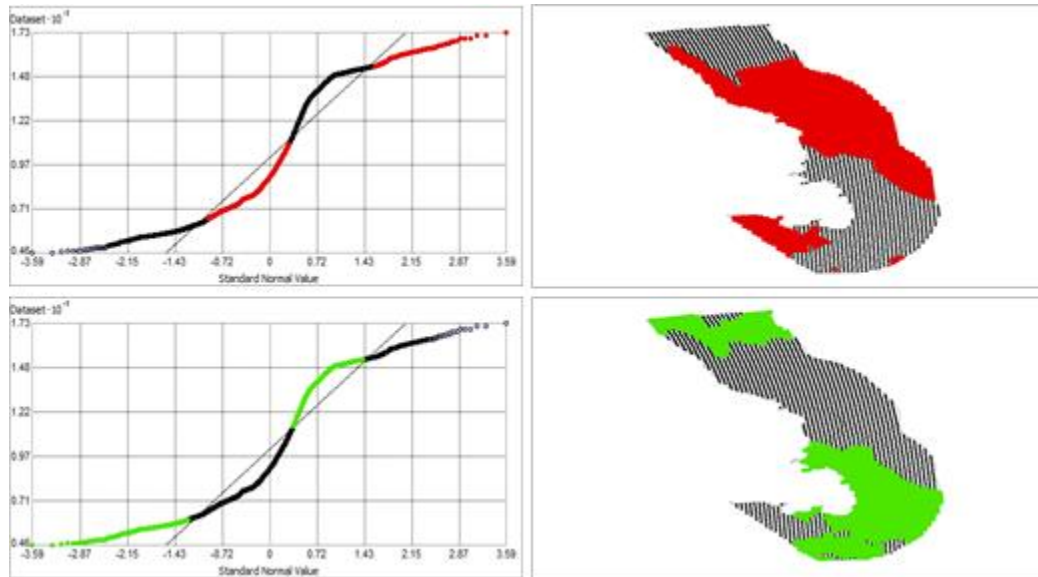 Dataset · 10
1.73
1.48
1.22
0.97
0.71
0.46
-3.59 -2.87 -2.15 -1.43 -0.72 0 0.72 1.43 2.15 2.87 3.59
Standard Normal Value
Dataset · 10
1.73
1.48
1.22
0.97
0.71
0.46
-3.59 -2.87 -2.15 -1.43 -0.72 0 0.72 1.43 2.15 2.87 3.59
Standard Normal Value